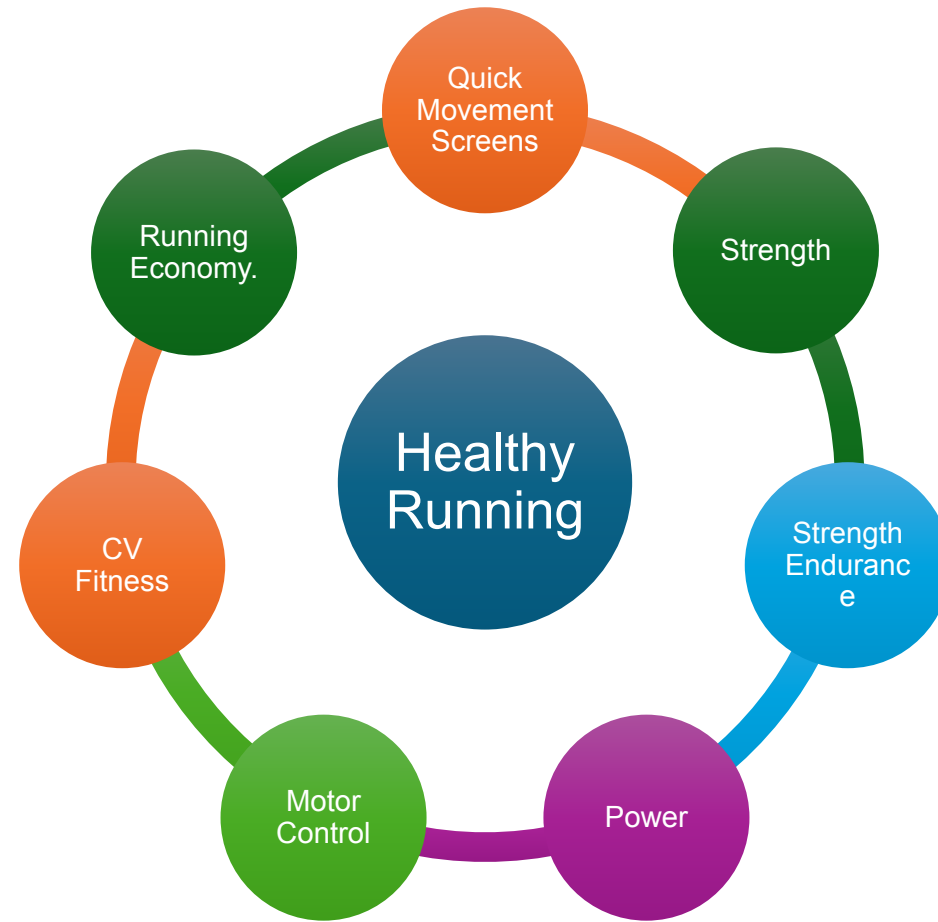 Quick
Movement
Screens
Strength
Strength
Enduranc
e
Power
Motor
Control
CV
Fitness
Running
Economy.
Healthy
Running